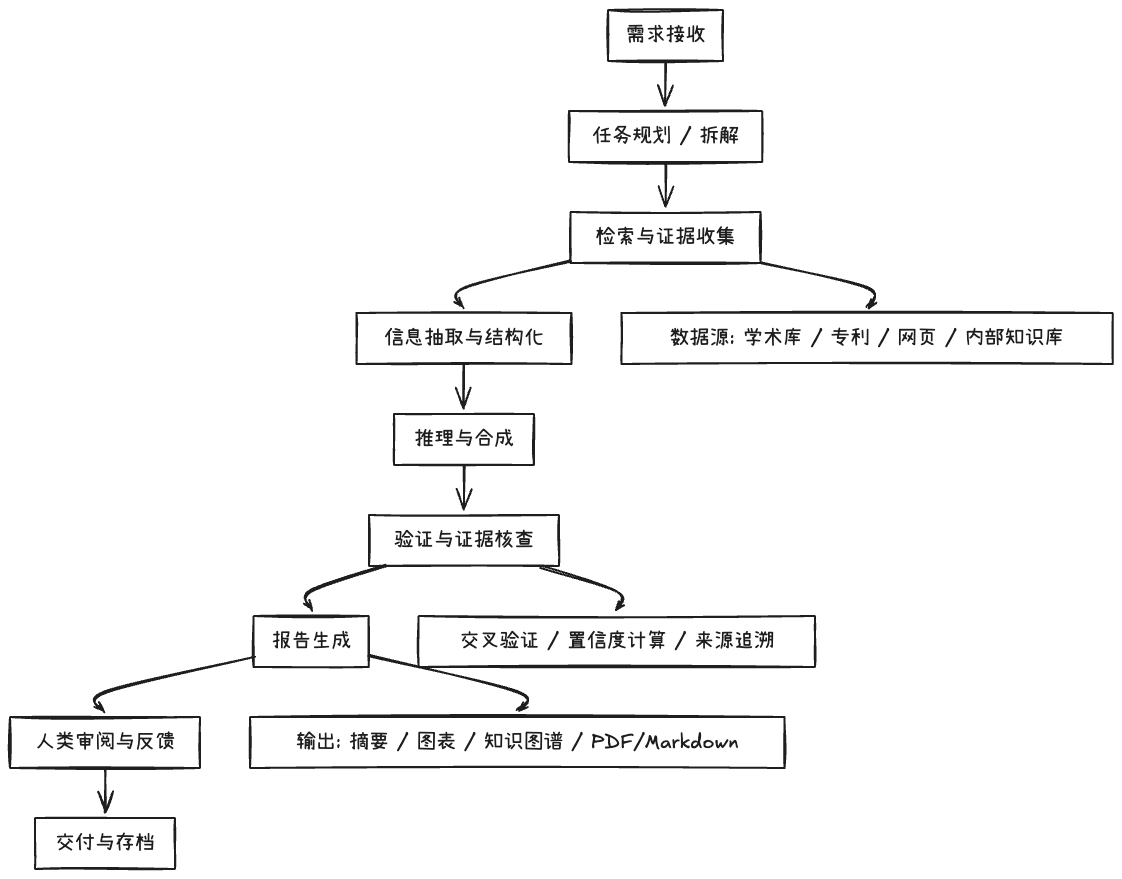 需求接收
任务规划 / 拆解
检索与证据收集
信息抽取与结构化
数据源: 学术库 / 专利 / 网页 / 内部知识库
推理与合成
验证与证据核查
报告生成
交叉验证 / 置信度计算 / 来源追溯
人类审阅与反馈
输出: 摘要 / 图表 / 知识图谱 / PDF/Markdown
交付与存档